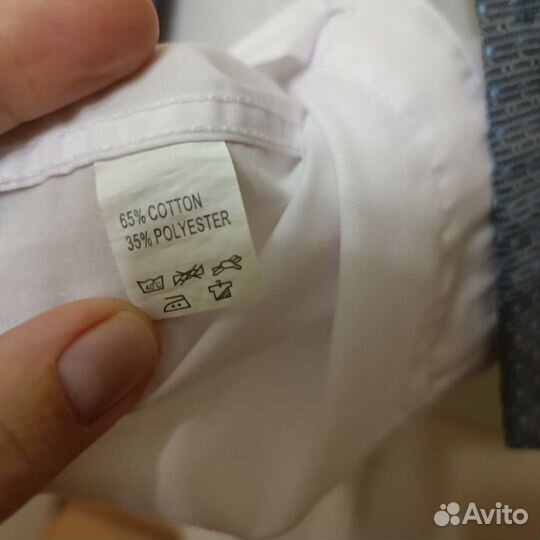 65% COTTON
35% POLYESTER
40°C
Avito